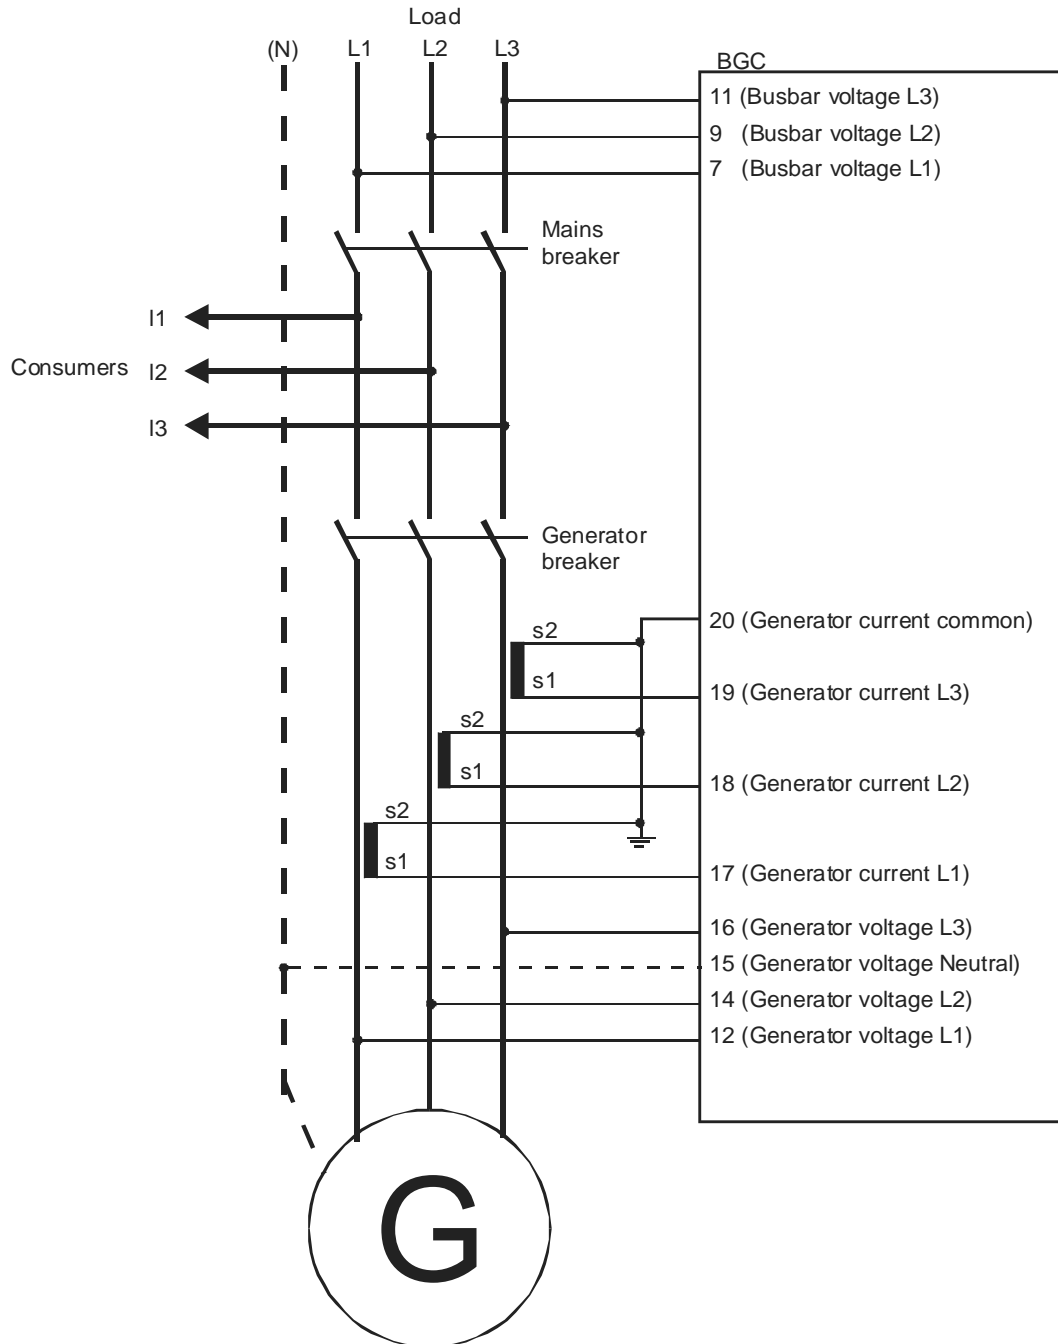 Load
(N)
L1
L2
L3
BGC
11 (Busbar voltage L3)
9 (Busbar voltage L2)
7 (Busbar voltage L1)
Mains
breaker
I1
Consumers
I2
I3
Generator
breaker
20 (Generator current common)
s2
s1
19 (Generator current L3)
s2
s1
18 (Generator current L2)
s2
s1
17 (Generator current L1)
16 (Generator voltage L3)
15 (Generator voltage Neutral)
14 (Generator voltage L2)
12 (Generator voltage L1)
G